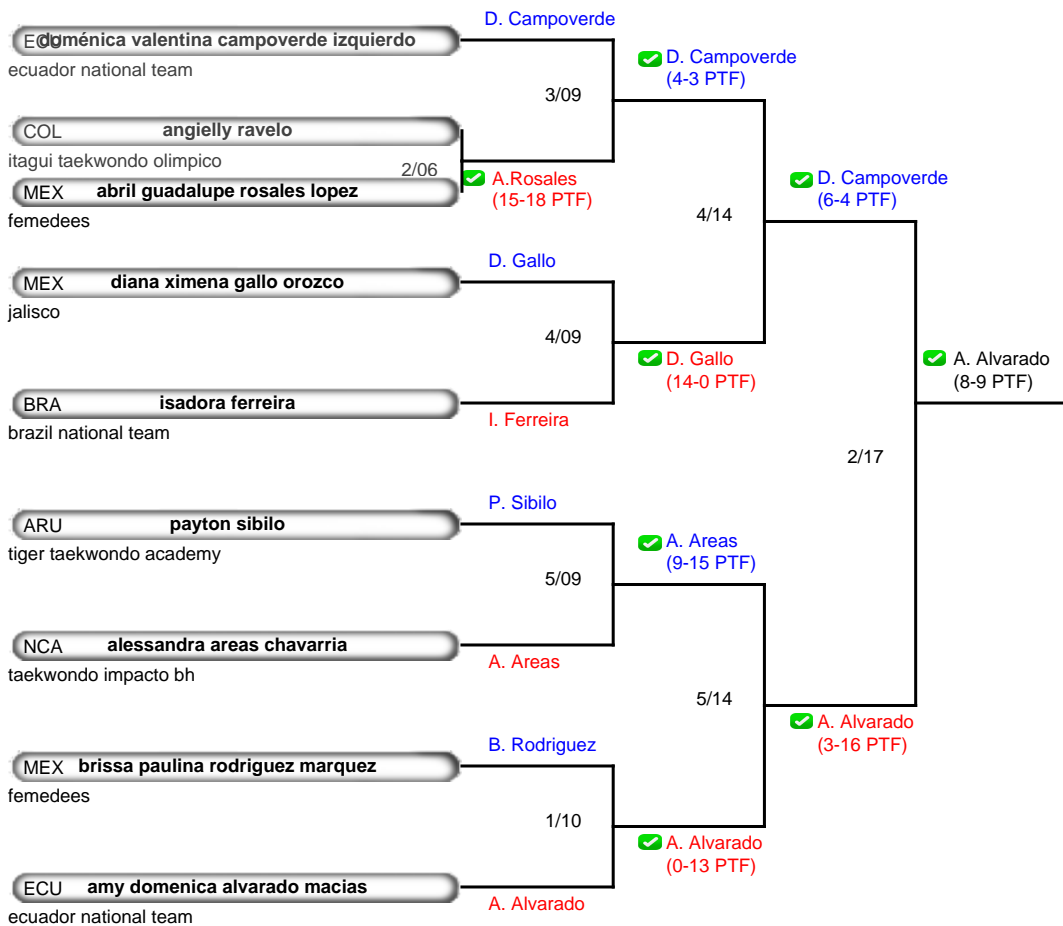 D. Campoverde
ECU doménica valentina campoverde izquierdo
ecuador national team
D. Campoverde
(4-3 PTF)
3/09
COL angielly ravelo
itagui taekwondo olimpico
2/06
A.Rosales
(15-18 PTF)
MEX abril guadalupe rosales lopez
femedees
D. Campoverde
(6-4 PTF)
4/14
D. Gallo
MEX diana ximena gallo orozco
jalisco
4/09
D. Gallo
(14-0 PTF)
A. Alvarado
(8-9 PTF)
BRA isadora ferreira
I. Ferreira
brazil national team
2/17
P. Sibilo
ARU payton sibilo
tiger taekwondo academy
A. Areas
(9-15 PTF)
5/09
NCA alessandra areas chavarria
A. Areas
taekwondo impacto bh
5/14
A. Alvarado
(3-16 PTF)
B. Rodriguez
MEX brissa paulina rodriguez marquez
femedees
1/10
A. Alvarado
(0-13 PTF)
ECU amy domenica alvarado macias
A. Alvarado
ecuador national team